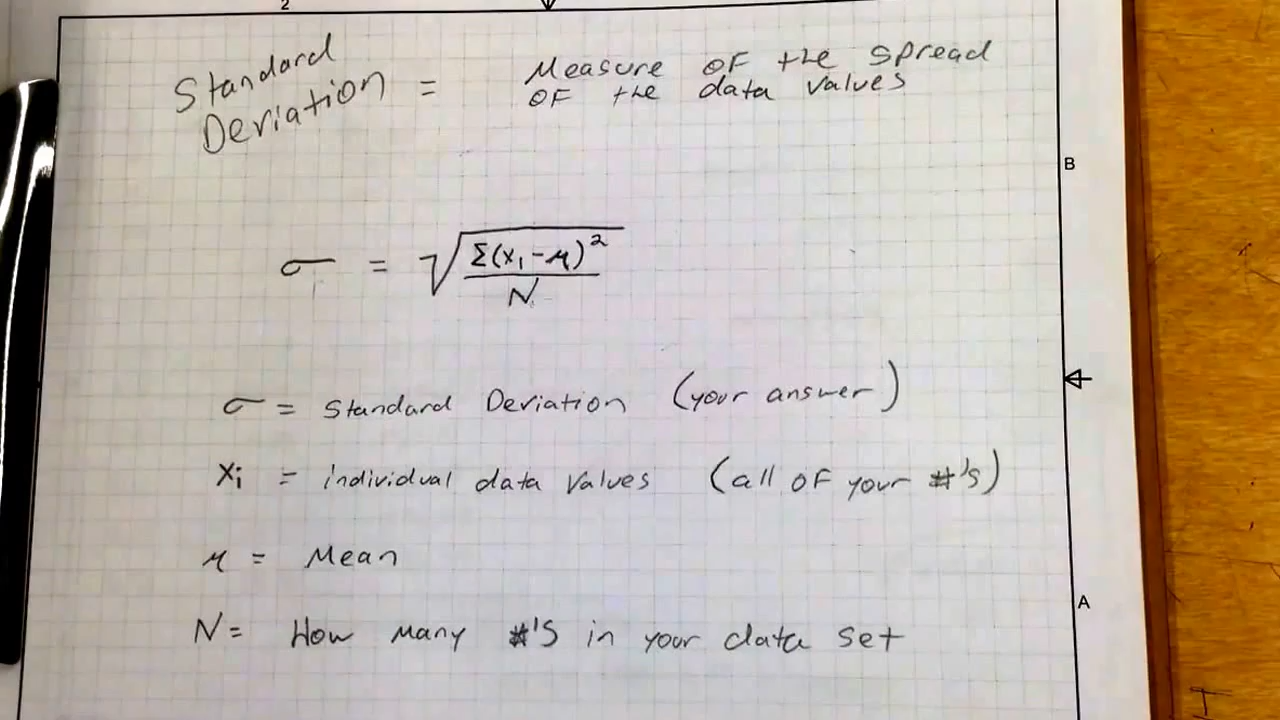 2
Standard
Deviation = Measure of the spread
of the data values
B
σ = √(Σ(x₁-μ)² / N)
σ = Standard Deviation (your answer)
xi = individual data values (all of your #'s)
A
μ = Mean
N = How many #'s in your data set